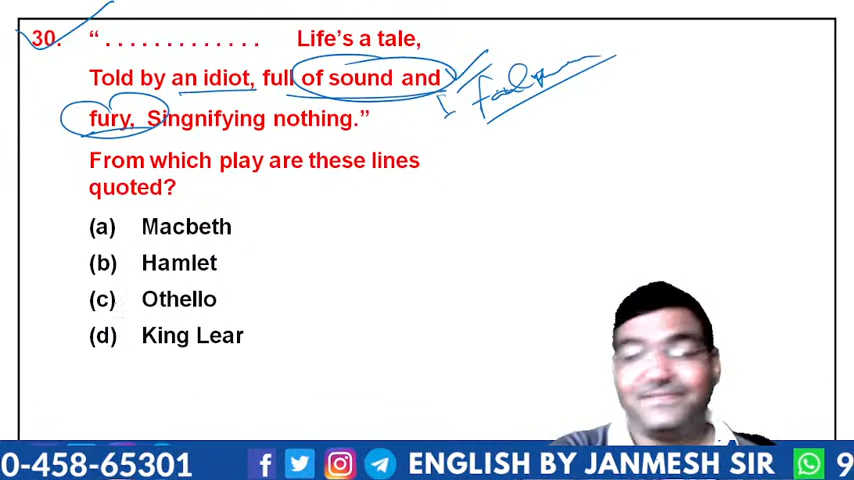 30. “ . . . . . . . . . . . . . Life’s a tale,
Told by an idiot, full of sound and
fury, Singnifying nothing.”
From which play are these lines
quoted?
(a) Macbeth
(b) Hamlet
(c) Othello
(d) King Lear
0-458-65301 ENGLISH BY JANMESH SIR 9